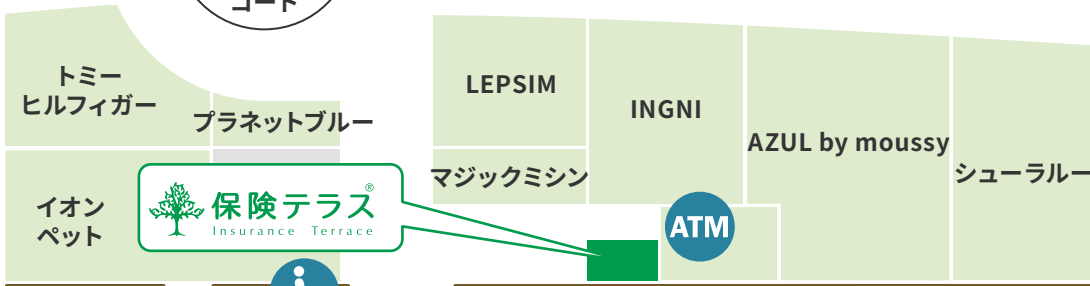 コート
トミー
ヒルフィガー
プラネットブルー
LEPSIM
INGNI
AZUL by moussy
シューラルー
マジックミシン
イオン
ペット
保険テラス®
Insurance Terrace
ATM
i